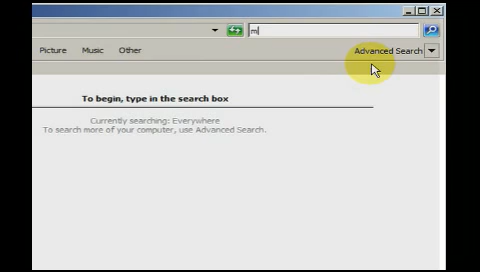 m
Picture Music Other Advanced Search
To begin, type in the search box
Currently searching: Everywhere
To search more of your computer, use Advanced Search.